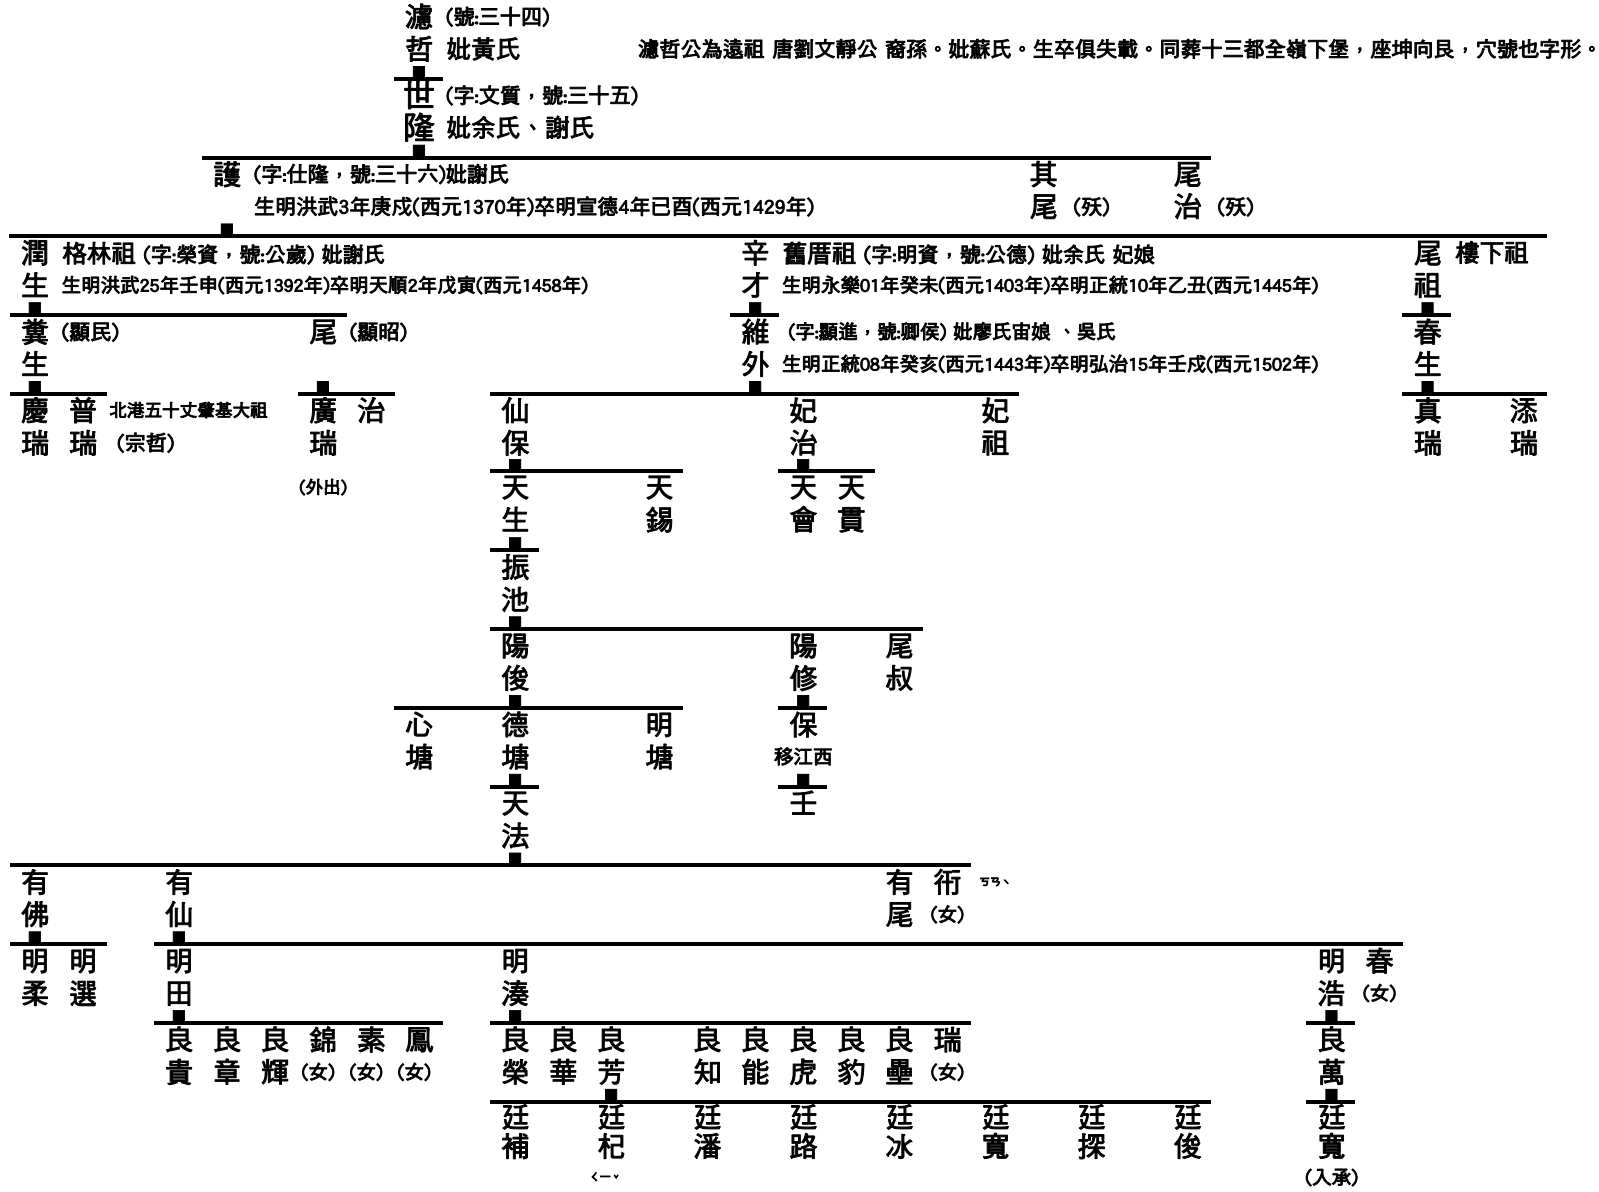 濾哲 (號:三十四)
妣黃氏 濾哲公為遠祖 唐劉文靜公 裔孫。妣蘇氏。生卒俱失載。同葬十三都全嶺下堡，座坤向艮，穴號也字形。
世隆 (字:文質，號:三十五)
妣余氏、謝氏
護 (字:仕隆，號:三十六)妣謝氏
生明洪武3年庚戍(西元1370年)卒明宣德4年已酉(西元1429年)
其尾 (殀)
尾治 (殀)
潤生 格林祖 (字:榮資，號:公歲) 妣謝氏
生明洪武25年壬申(西元1392年)卒明天順2年戊寅(西元1458年)
辛才 舊厝祖 (字:明資，號:公德) 妣余氏 妃娘
生明永樂01年癸未(西元1403年)卒明正統10年乙丑(西元1445年)
尾祖 樓下祖
糞生 (顯民)
尾 (顯昭)
維外 (字:顯進，號:卿侯) 妣廖氏宙娘 、吳氏
生明正統08年癸亥(西元1443年)卒明弘治15年壬戍(西元1502年)
春生
慶瑞
普瑞 北港五十丈肇基大祖
(宗哲)
廣瑞
(外出)
治
仙保
妃治
妃祖
真瑞
添瑞
天生
天錫
天會
天貫
振池
陽俊
陽修
尾叔
心塘
德塘
明塘
保
移江西
天法
壬
有佛
有仙
有尾
衎 ㄎㄢˋ
(女)
明柔
明選
明田
明湊
明浩
春
(女)
良貴
良章
良輝
錦
(女)
素
(女)
鳳
(女)
良榮
良華
良芳
良知
良能
良虎
良豹
良壘
瑞
(女)
良萬
廷補
廷杞
ㄑㄧˇ
廷潘
廷路
廷冰
廷寬
廷探
廷俊
廷寬
(入承)